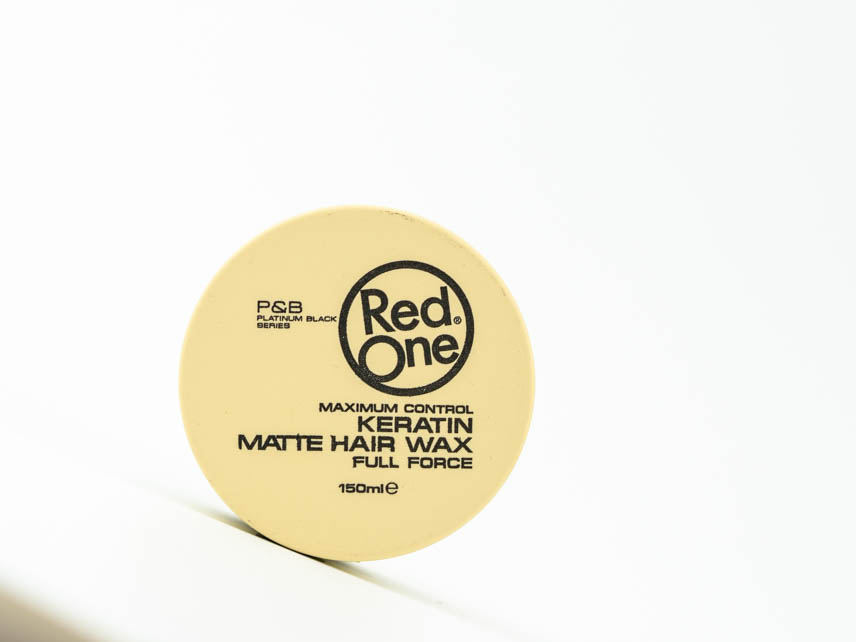 P&B
PLATINUM BLACK
SERIES
Red®
One
MAXIMUM CONTROL
KERATIN
MATTE HAIR WAX
FULL FORCE
150ml℮